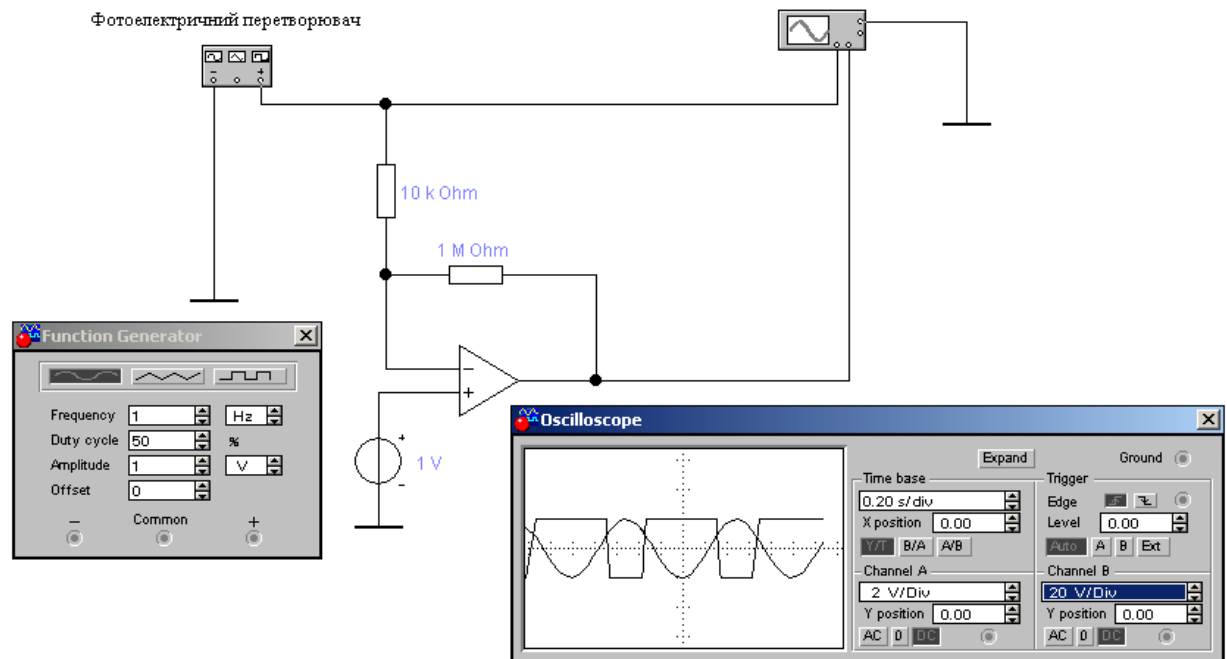 Фотоелектричний перетворювач
10 k Ohm
1 M Ohm
1 V
Function Generator
Frequency 1 Hz
Duty cycle 50 %
Amplitude 1 V
Offset 0
− Common +
Oscilloscope
Expand Ground
Time base
0.20 s/div
X position 0.00
Y/T B/A A/B
Trigger
Edge
Level 0.00
Auto A B Ext
Channel A
2 V/Div
Y position 0.00
AC 0 DC
Channel B
20 V/Div
Y position 0.00
AC 0 DC